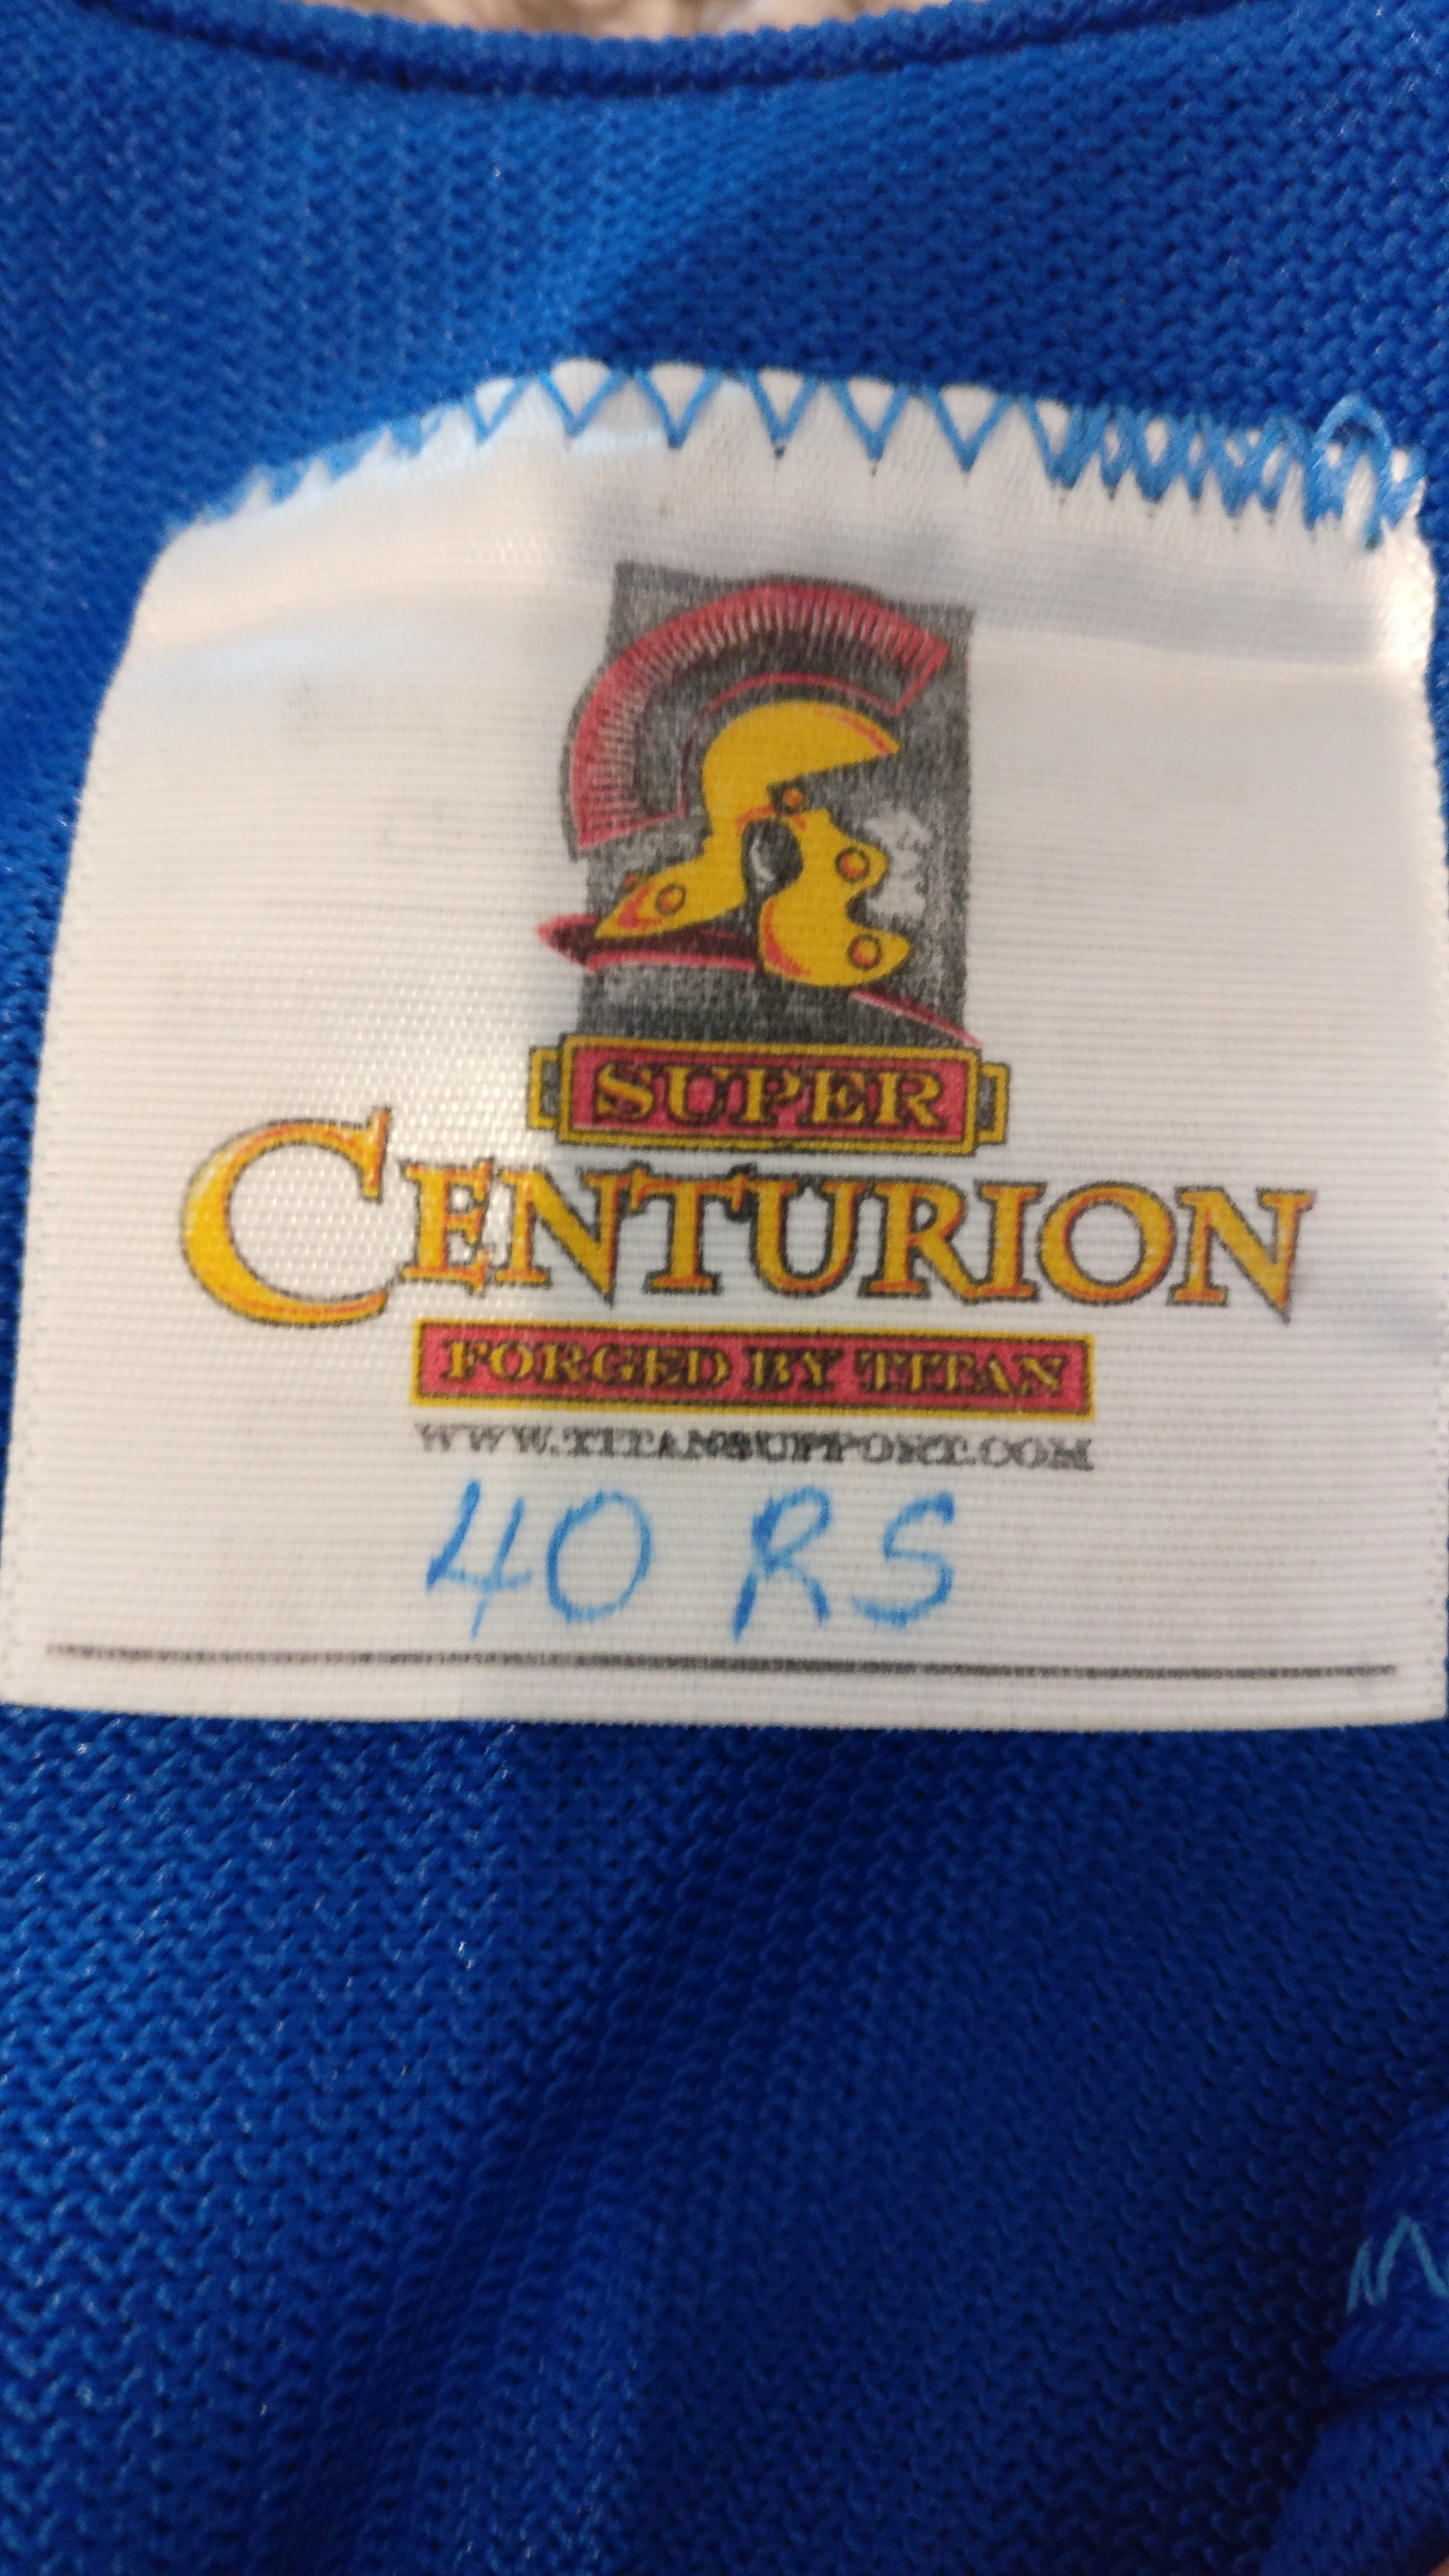 SUPER
CENTURION
FORGED BY TITAN
WWW.TITANSUPPORT.COM
40 RS